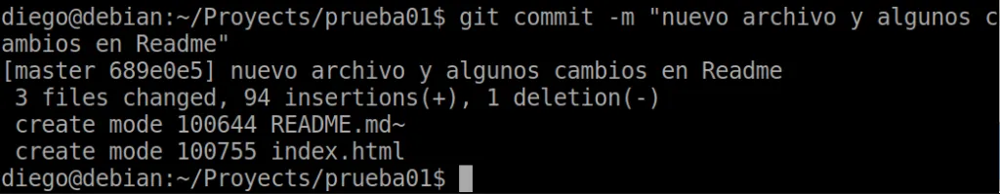 diego@debian:~/Proyects/prueba01$ git commit -m "nuevo archivo y algunos c
ambios en Readme"
[master 689e0e5] nuevo archivo y algunos cambios en Readme
 3 files changed, 94 insertions(+), 1 deletion(-)
 create mode 100644 README.md~
 create mode 100755 index.html
diego@debian:~/Proyects/prueba01$